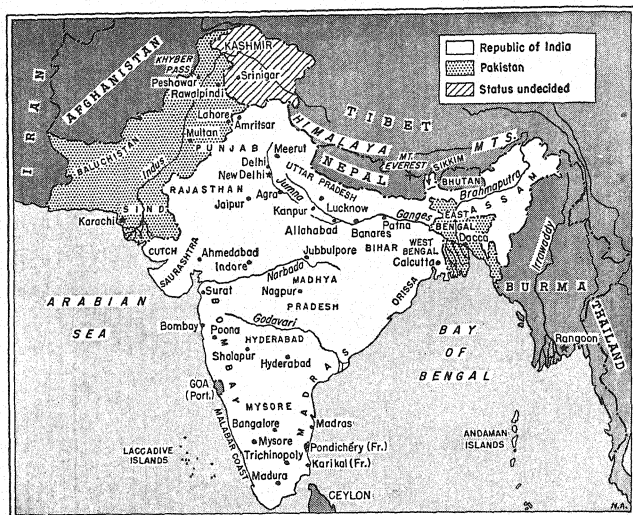 KASHMIR
Republic of India
Pakistan
Status undecided
IRAN
AFGHANISTAN
KHYBER
PASS
Peshawar
Rawalpindi
Srinigar
TIBET
HIMALAYA MTS.
Lahore
Amritsar
Multan
PUNJAB
BALUCHISTAN
Indus
Meerut
Delhi
New Delhi
NEPAL
MT.
EVEREST
SIKKIM
BHUTAN
Brahmaputra
ASSAM
UTTAR PRADESH
RAJASTHAN
Jumna
Agra
Jaipur
Lucknow
Kanpur
Ganges
Patna
Allahabad
Banares
EAST
BENGAL
Dacca
SIND
Karachi
CUTCH
SAURASHTRA
Ahmedabad
Indore
Jubbulpore
BIHAR
WEST
BENGAL
Calcutta
Irrawaddy
BURMA
THAILAND
Narbada
MADHYA
PRADESH
Surat
Nagpur
ORISSA
ARABIAN
SEA
BOMBAY
Godavari
Bombay
Poona
HYDERABAD
Shalapur
Hyderabad
BAY
OF
BENGAL
Rangoon
GOA
(Port.)
MYSORE
MADRAS
Bangalore
Madras
MALABAR COAST
Mysore
Pondichéry (Fr.)
Trichinopoly
Karikal (Fr.)
Madura
LACCADIVE
ISLANDS
ANDAMAN
ISLANDS
CEYLON
H.A.